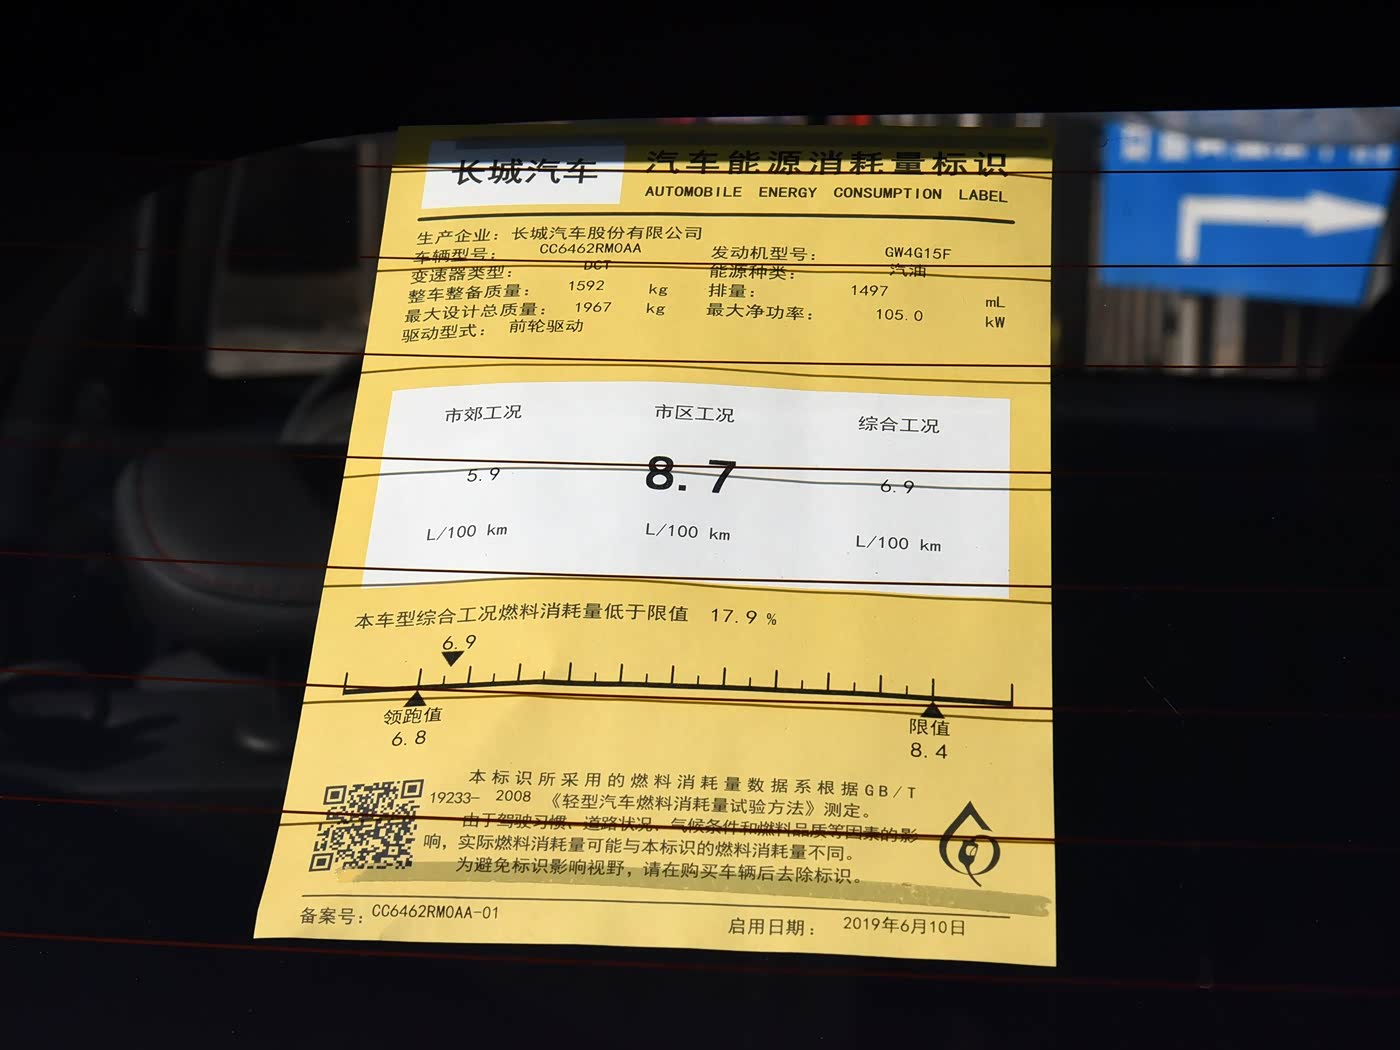 长城汽车 汽车能源消耗量标识
AUTOMOBILE ENERGY CONSUMPTION LABEL
生产企业：长城汽车股份有限公司
车辆型号： CC6462RM0AA 发动机型号： GW4G15F
变速器类型： DCT 能源种类： 汽油
整车整备质量： 1592 kg 排量： 1497 mL
最大设计总质量： 1967 kg 最大净功率： 105.0 kW
驱动型式： 前轮驱动
市郊工况 市区工况 综合工况
5.9 8.7 6.9
L/100 km L/100 km L/100 km
本车型综合工况燃料消耗量低于限值 17.9 %
6.9
领跑值 限值
6.8 8.4
本标识所采用的燃料消耗量数据系根据GB/T
19233- 2008 《轻型汽车燃料消耗量试验方法》测定。
由于驾驶习惯、道路状况、气候条件和燃料品质等因素的影
响，实际燃料消耗量可能与本标识的燃料消耗量不同。
为避免标识影响视野，请在购买车辆后去除标识。
备案号：CC6462RM0AA-01 启用日期： 2019年6月10日